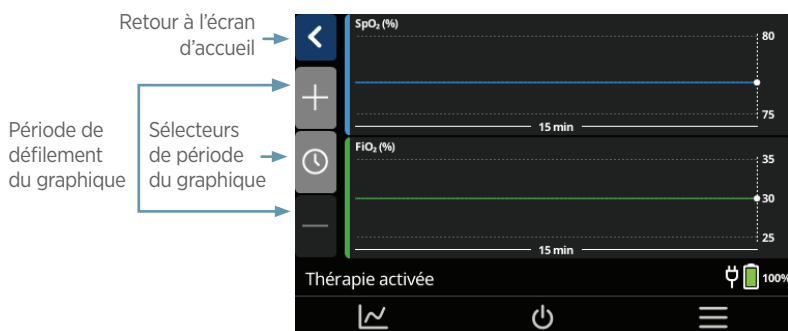 Retour à l’écran
d’accueil
Période de
défilement
du graphique
Sélecteurs
de période
du graphique
SpO₂ (%)
80
75
15 min
FiO₂ (%)
35
30
25
15 min
Thérapie activée
100%